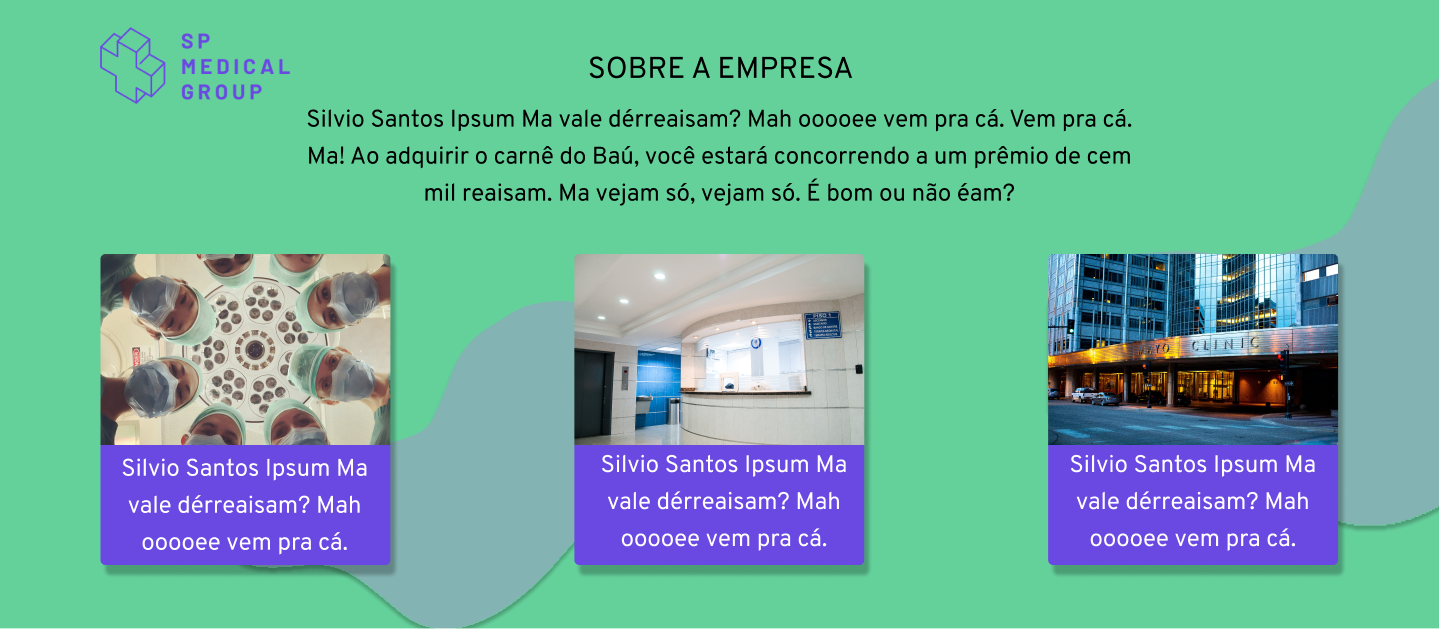 SP
MEDICAL
GROUP
SOBRE A EMPRESA
Silvio Santos Ipsum Ma vale dérreaisam? Mah ooooee vem pra cá. Vem pra cá.
Ma! Ao adquirir o carnê do Baú, você estará concorrendo a um prêmio de cem
mil reaisam. Ma vejam só, vejam só. É bom ou não éam?
PISO 1
CLINIC
Silvio Santos Ipsum Ma
vale dérreaisam? Mah
ooooee vem pra cá.
Silvio Santos Ipsum Ma
vale dérreaisam? Mah
ooooee vem pra cá.
Silvio Santos Ipsum Ma
vale dérreaisam? Mah
ooooee vem pra cá.